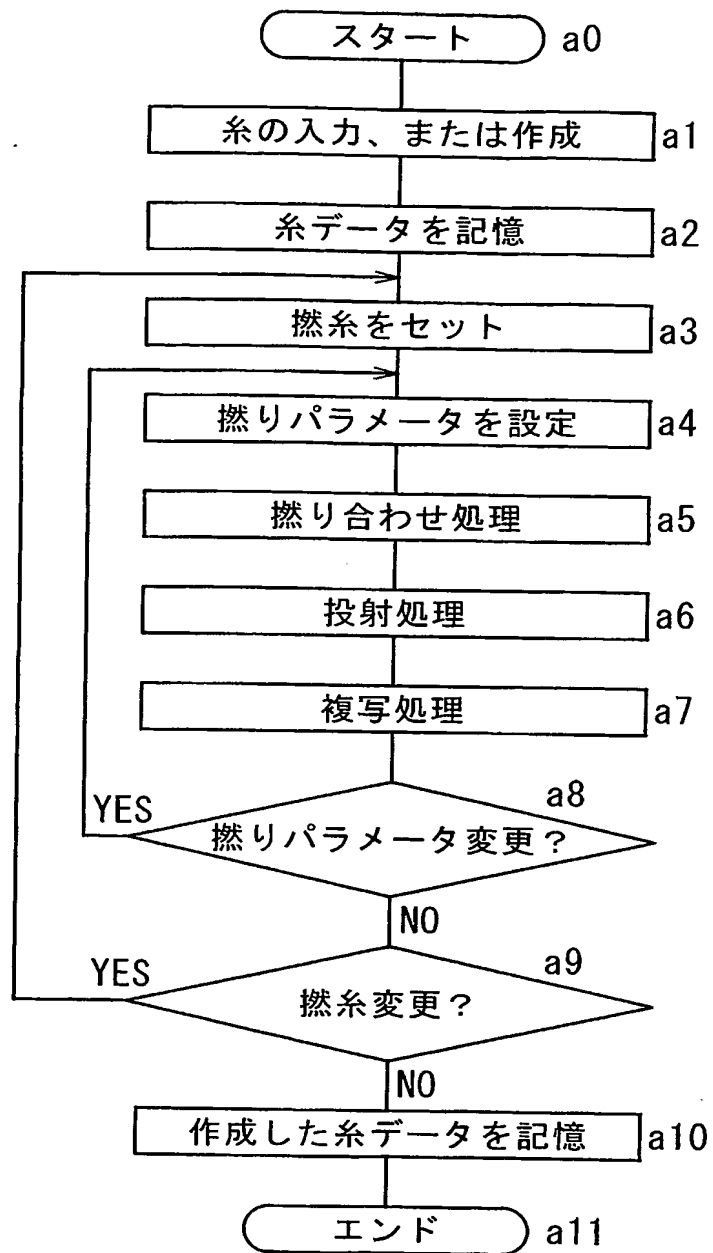 スタート a0
糸の入力、または作成 a1
糸データを記憶 a2
撚糸をセット a3
撚りパラメータを設定 a4
撚り合わせ処理 a5
投射処理 a6
複写処理 a7
a8
YES
撚りパラメータ変更?
NO
a9
YES
撚糸変更?
NO
作成した糸データを記憶 a10
エンド a11